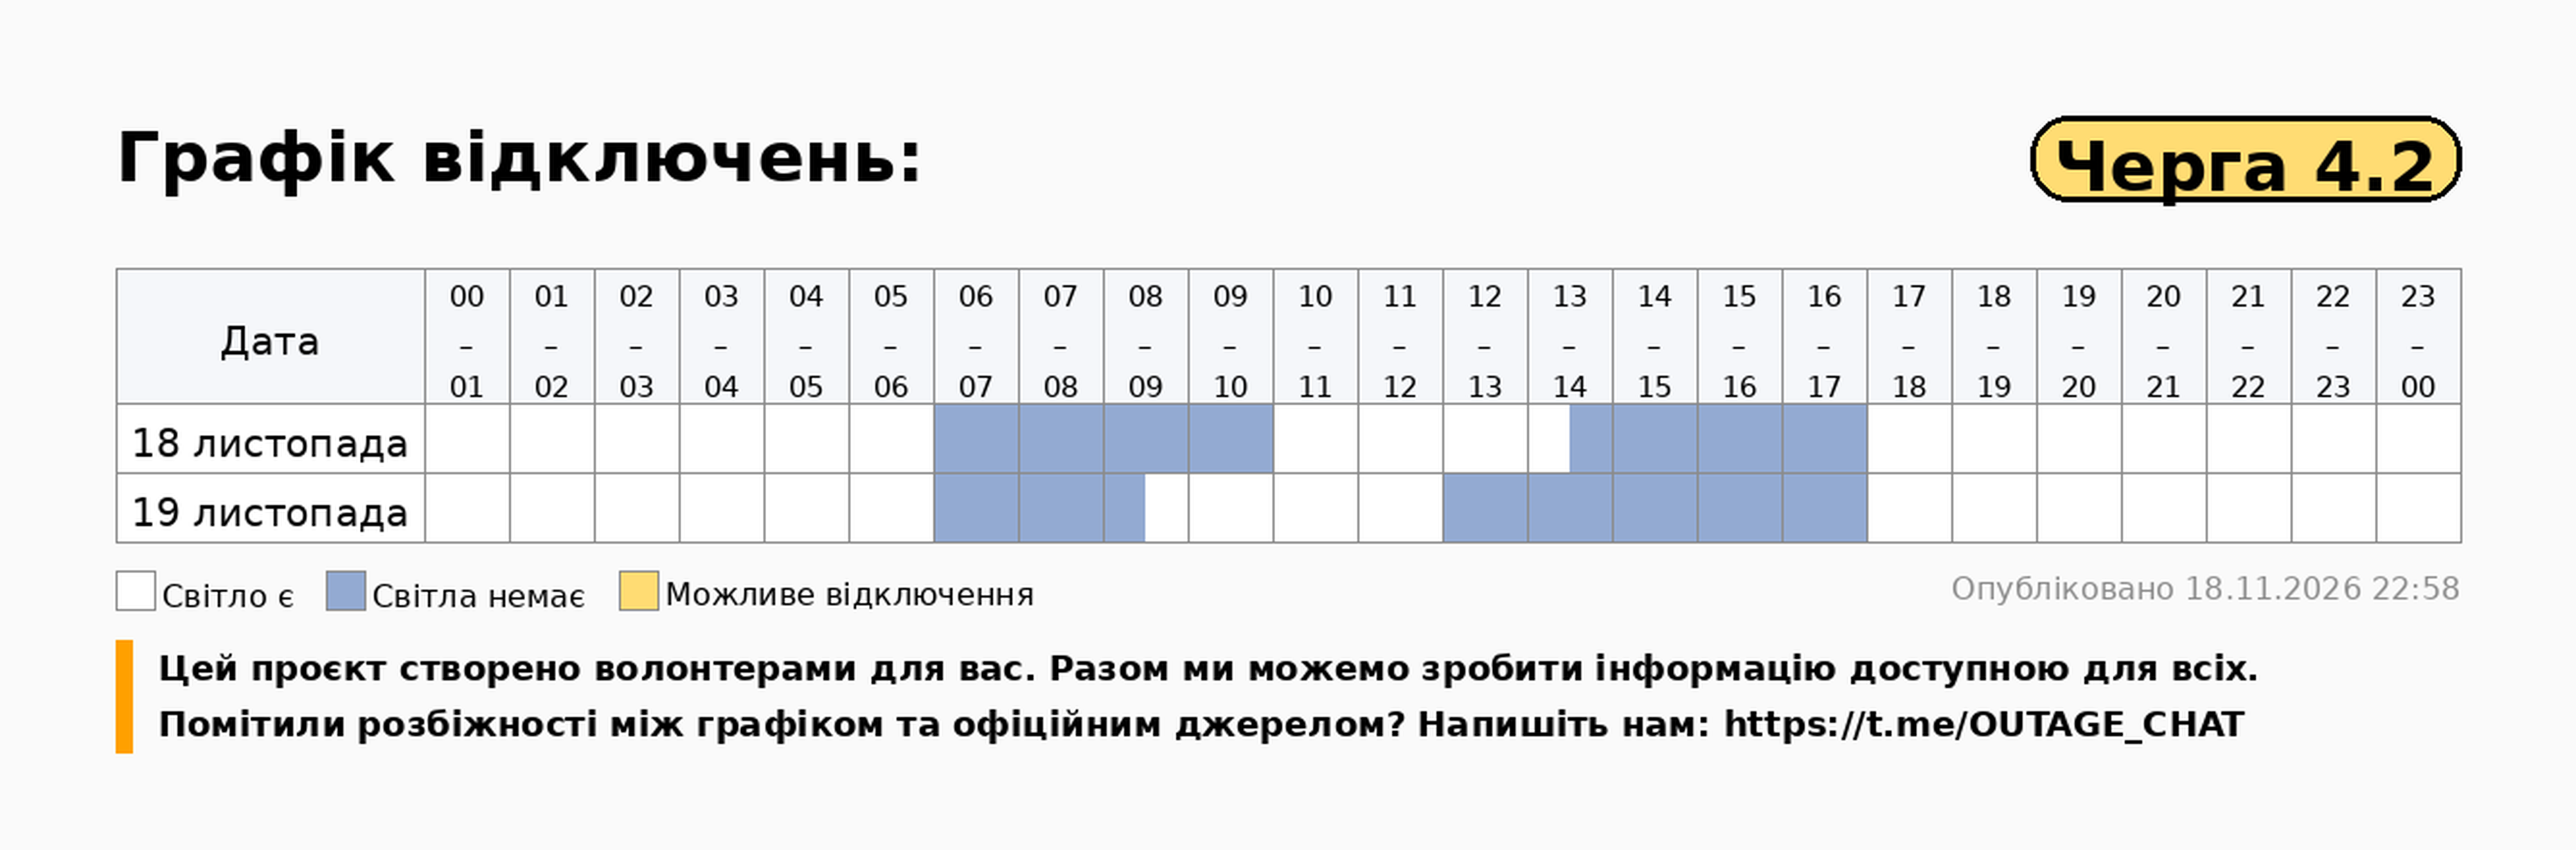 Графік відключень:
Черга 4.2
Дата 00 – 01 01 – 02 02 – 03 03 – 04 04 – 05 05 – 06 06 – 07 07 – 08 08 – 09 09 – 10 10 – 11 11 – 12 12 – 13 13 – 14 14 – 15 15 – 16 16 – 17 17 – 18 18 – 19 19 – 20 20 – 21 21 – 22 22 – 23 23 – 00
18 листопада
19 листопада
Світло є Світла немає Можливе відключення
Опубліковано 18.11.2026 22:58
Цей проєкт створено волонтерами для вас. Разом ми можемо зробити інформацію доступною для всіх.
Помітили розбіжності між графіком та офіційним джерелом? Напишіть нам: https://t.me/OUTAGE_CHAT